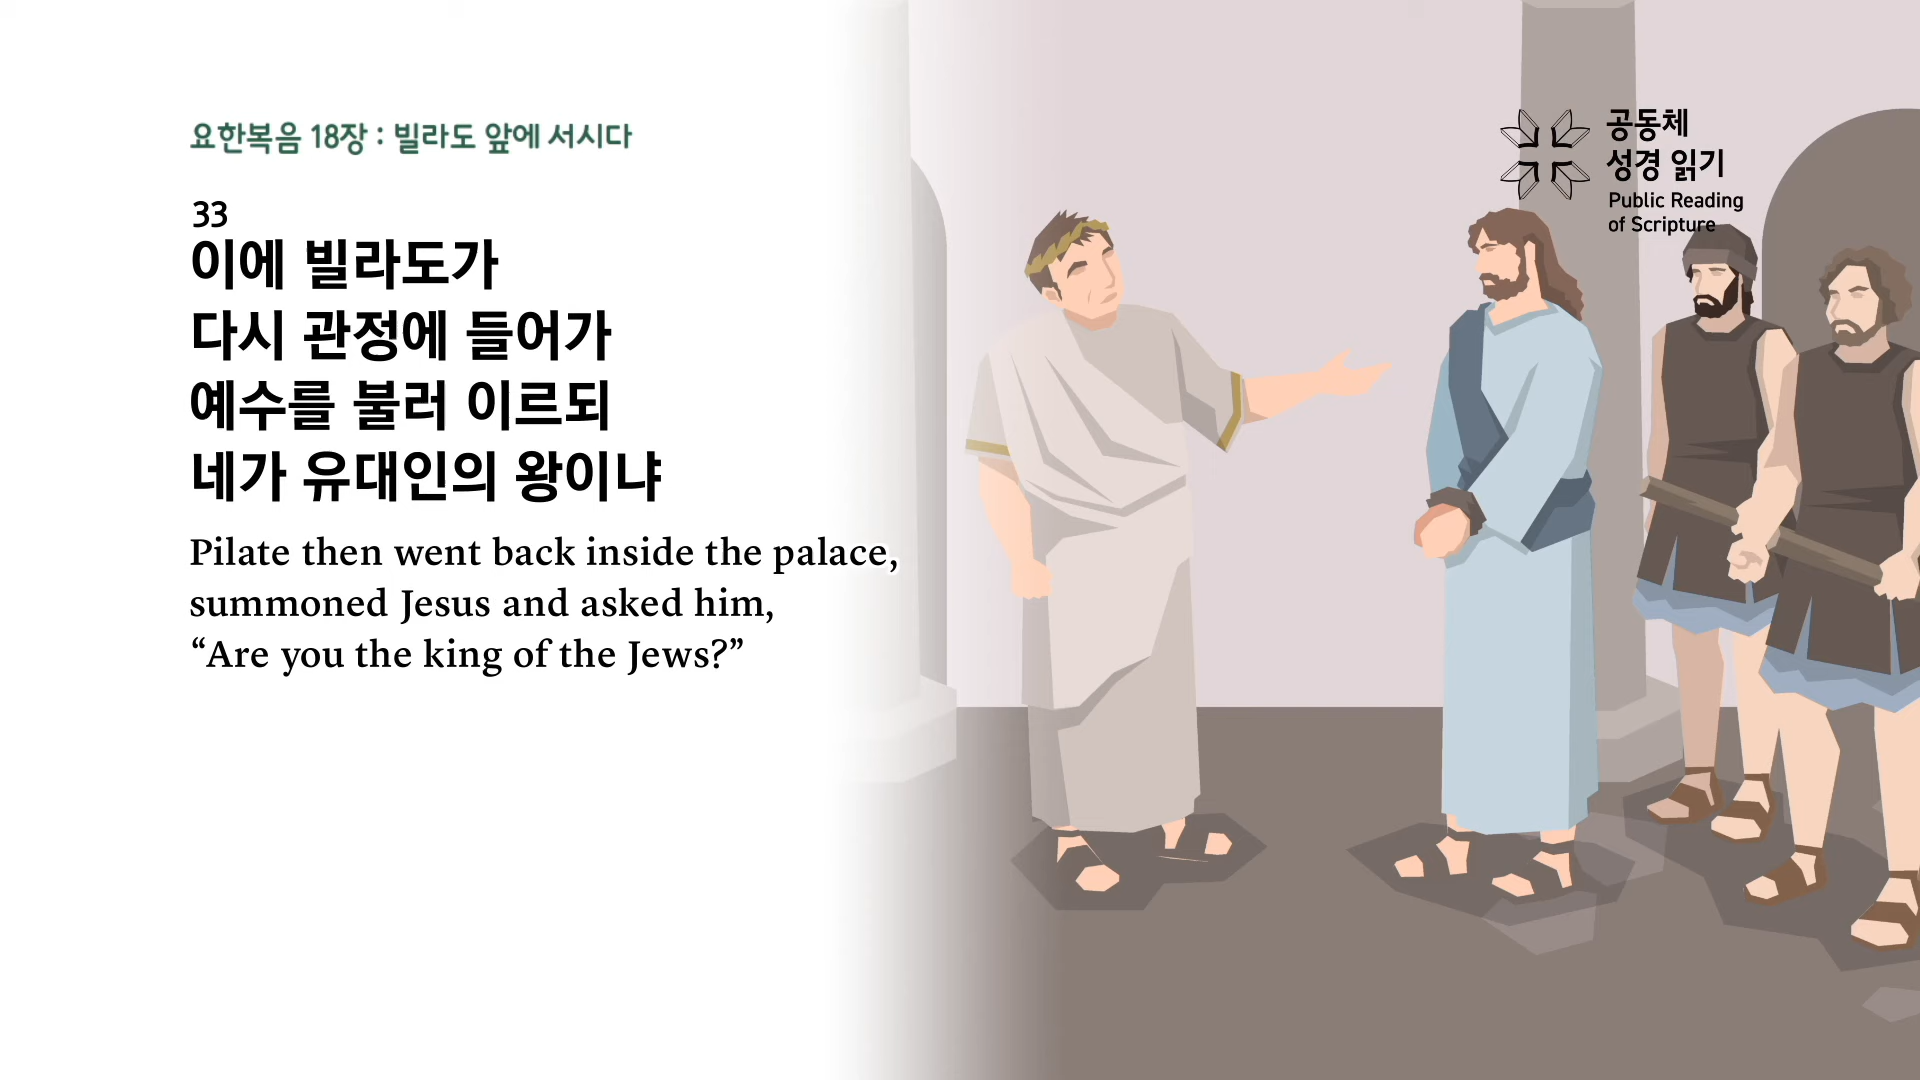 요한복음 18장 : 빌라도 앞에 서시다
33
이에 빌라도가
다시 관정에 들어가
예수를 불러 이르되
네가 유대인의 왕이냐
Pilate then went back inside the palace,
summoned Jesus and asked him,
“Are you the king of the Jews?”
공동체
성경 읽기
Public Reading
of Scripture